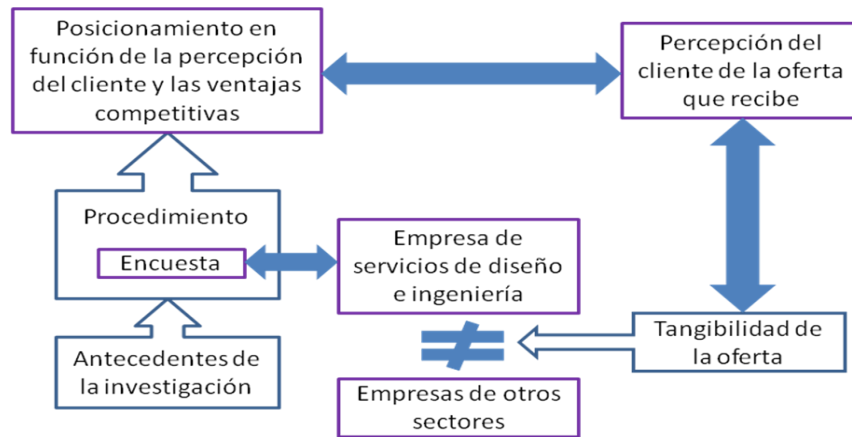 Posicionamiento en
función de la percepción
del cliente y las ventajas
competitivas
Percepción del
cliente de la oferta
que recibe
Procedimiento
Encuesta
Empresa de
servicios de diseño
e ingeniería
Antecedentes de
la investigación
≠
Tangibilidad de
la oferta
Empresas de otros
sectores